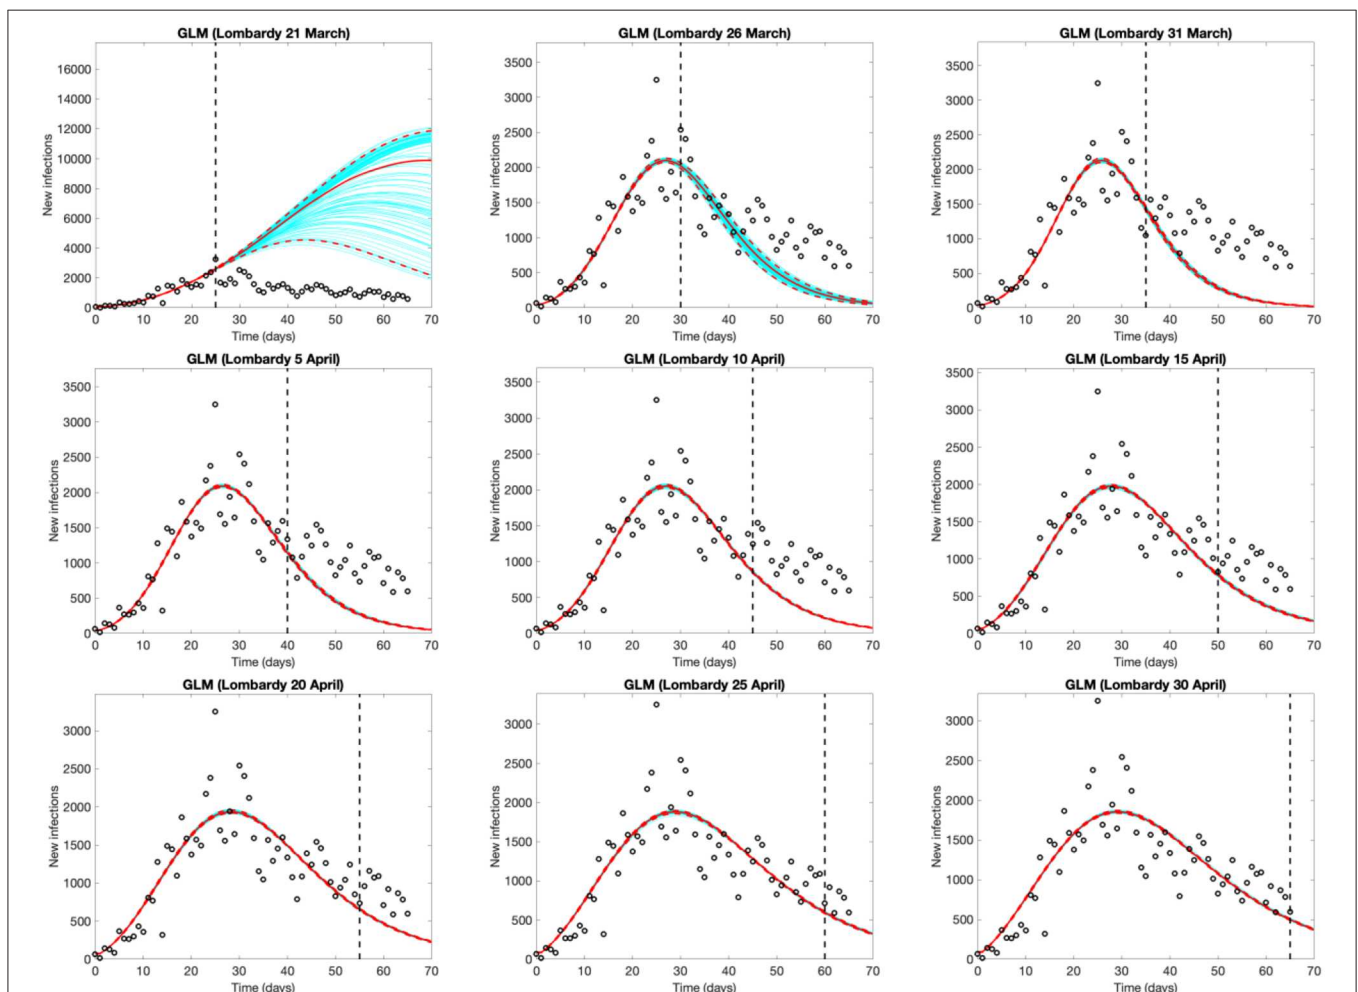 GLM (Lombardy 21 March)
16000
14000
12000
10000
8000
6000
4000
2000
0
New infections
0 10 20 30 40 50 60 70
Time (days)
GLM (Lombardy 26 March)
3500
3000
2500
2000
1500
1000
500
0
New infections
0 10 20 30 40 50 60 70
Time (days)
GLM (Lombardy 31 March)
3500
3000
2500
2000
1500
1000
500
0
New infections
0 10 20 30 40 50 60 70
Time (days)
GLM (Lombardy 5 April)
3500
3000
2500
2000
1500
1000
500
0
New infections
0 10 20 30 40 50 60 70
Time (days)
GLM (Lombardy 10 April)
3500
3000
2500
2000
1500
1000
500
0
New infections
0 10 20 30 40 50 60 70
Time (days)
GLM (Lombardy 15 April)
3500
3000
2500
2000
1500
1000
500
0
New infections
0 10 20 30 40 50 60 70
Time (days)
GLM (Lombardy 20 April)
3000
2500
2000
1500
1000
500
0
New infections
0 10 20 30 40 50 60 70
Time (days)
GLM (Lombardy 25 April)
3000
2500
2000
1500
1000
500
0
New infections
0 10 20 30 40 50 60 70
Time (days)
GLM (Lombardy 30 April)
3000
2500
2000
1500
1000
500
0
New infections
0 10 20 30 40 50 60 70
Time (days)